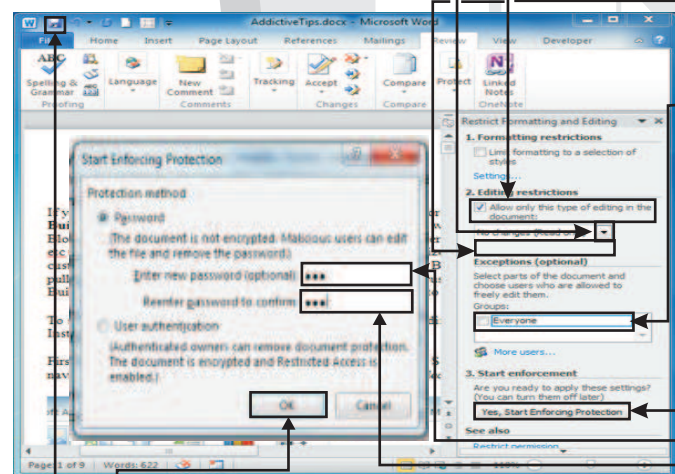 AddictiveTips.docx - Microsoft Word
File Home Insert Page Layout References Mailings Review View Developer
ABC
Spelling & Grammar
Language
New Comment
Tracking
Accept
Compare
Protect
Linked Notes
Proofing Comments Changes Compare OneNote
Restrict Formatting and Editing
1. Formatting restrictions
Limit formatting to a selection of
styles
Settings...
2. Editing restrictions
Allow only this type of editing in the
document:
No changes (Read on
Exceptions (optional)
Select parts of the document and
choose users who are allowed to
freely edit them.
Groups:
Everyone
More users...
3. Start enforcement
Are you ready to apply these settings?
(You can turn them off later)
Yes, Start Enforcing Protection
See also
Restrict permission
Start Enforcing Protection
Protection method
Password
(The document is not encrypted. Malicious users can edit
the file and remove the password.)
Enter new password (optional):
Reenter password to confirm:
User authentication
(Authenticated owners can remove document protection.
The document is encrypted and Restricted Access is
enabled.)
OK Cancel
Page: 1 of 9 Words: 622 110%